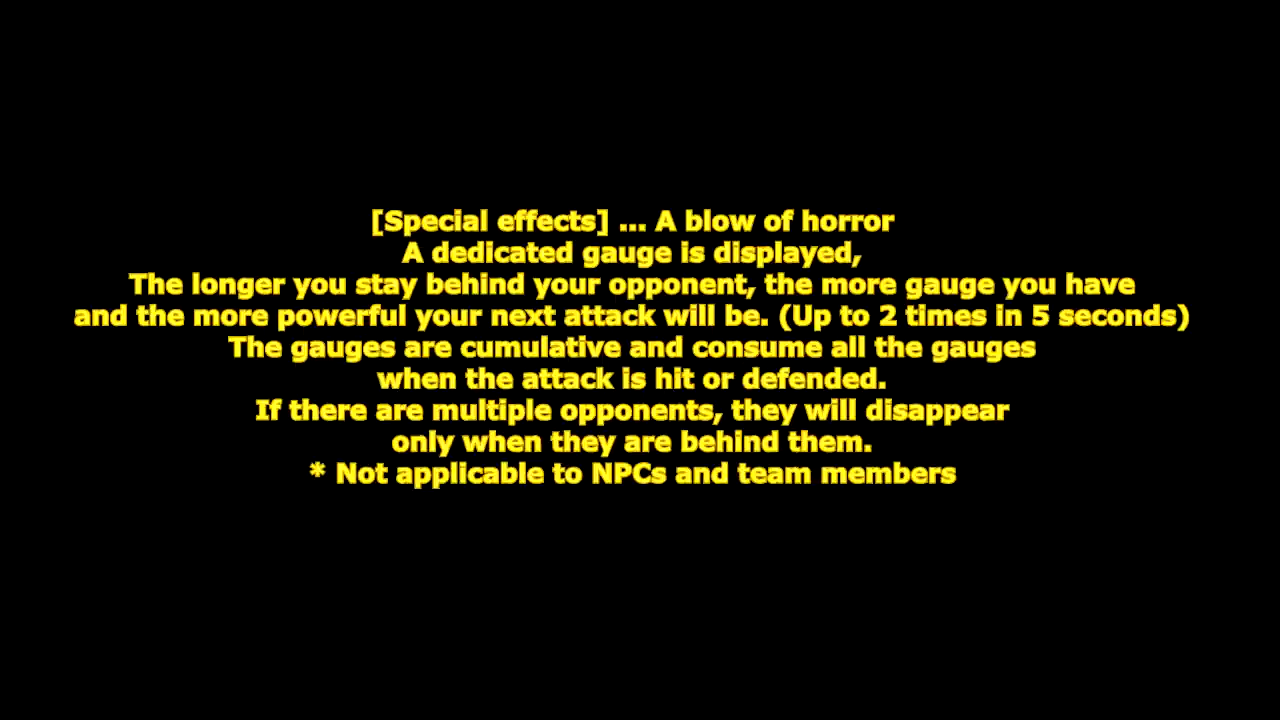 [Special effects] ... A blow of horror
A dedicated gauge is displayed,
The longer you stay behind your opponent, the more gauge you have
and the more powerful your next attack will be. (Up to 2 times in 5 seconds)
The gauges are cumulative and consume all the gauges
when the attack is hit or defended.
If there are multiple opponents, they will disappear
only when they are behind them.
* Not applicable to NPCs and team members